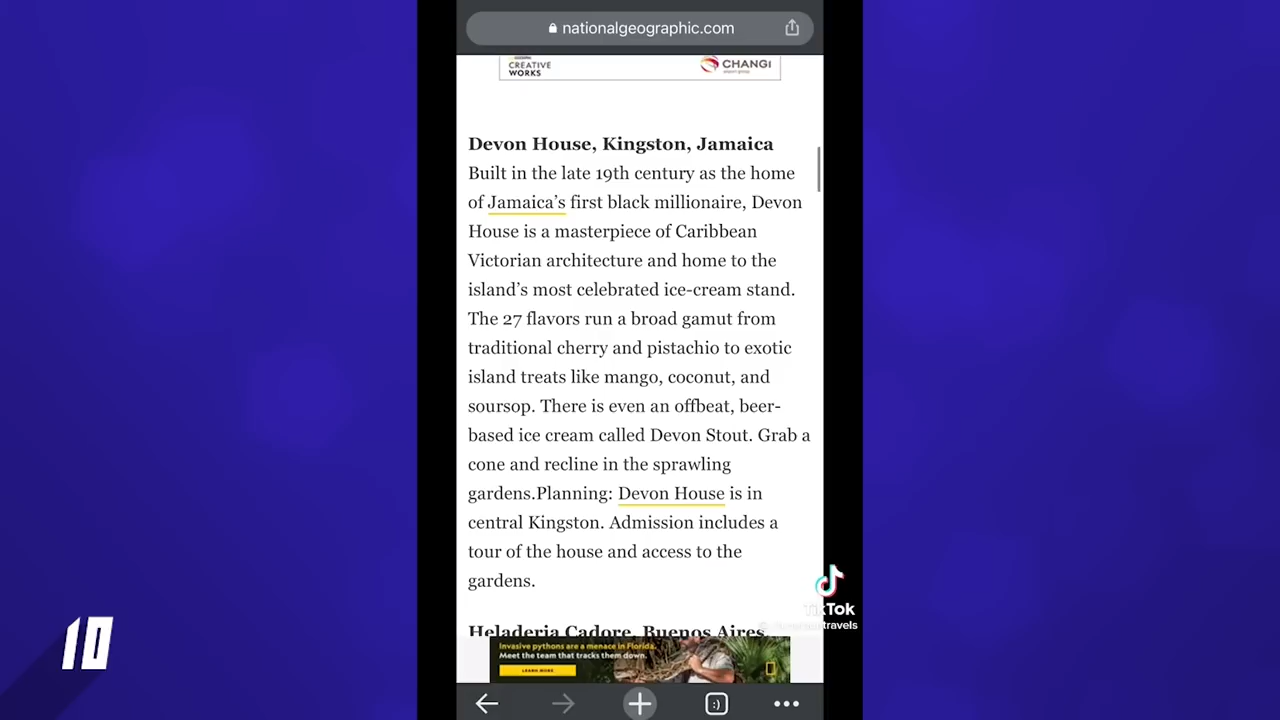 nationalgeographic.com
CREATIVE
WORKS
CHANGI
airport group
Devon House, Kingston, Jamaica
Built in the late 19th century as the home
of Jamaica’s first black millionaire, Devon
House is a masterpiece of Caribbean
Victorian architecture and home to the
island’s most celebrated ice-cream stand.
The 27 flavors run a broad gamut from
traditional cherry and pistachio to exotic
island treats like mango, coconut, and
soursop. There is even an offbeat, beer-
based ice cream called Devon Stout. Grab a
cone and recline in the sprawling
gardens.Planning: Devon House is in
central Kingston. Admission includes a
tour of the house and access to the
gardens.
Heladeria Cadore, Buenos Aires,
Invasive pythons are a menace in Florida.
Meet the team that tracks them down.
LEARN MORE
TikTok
10
:)